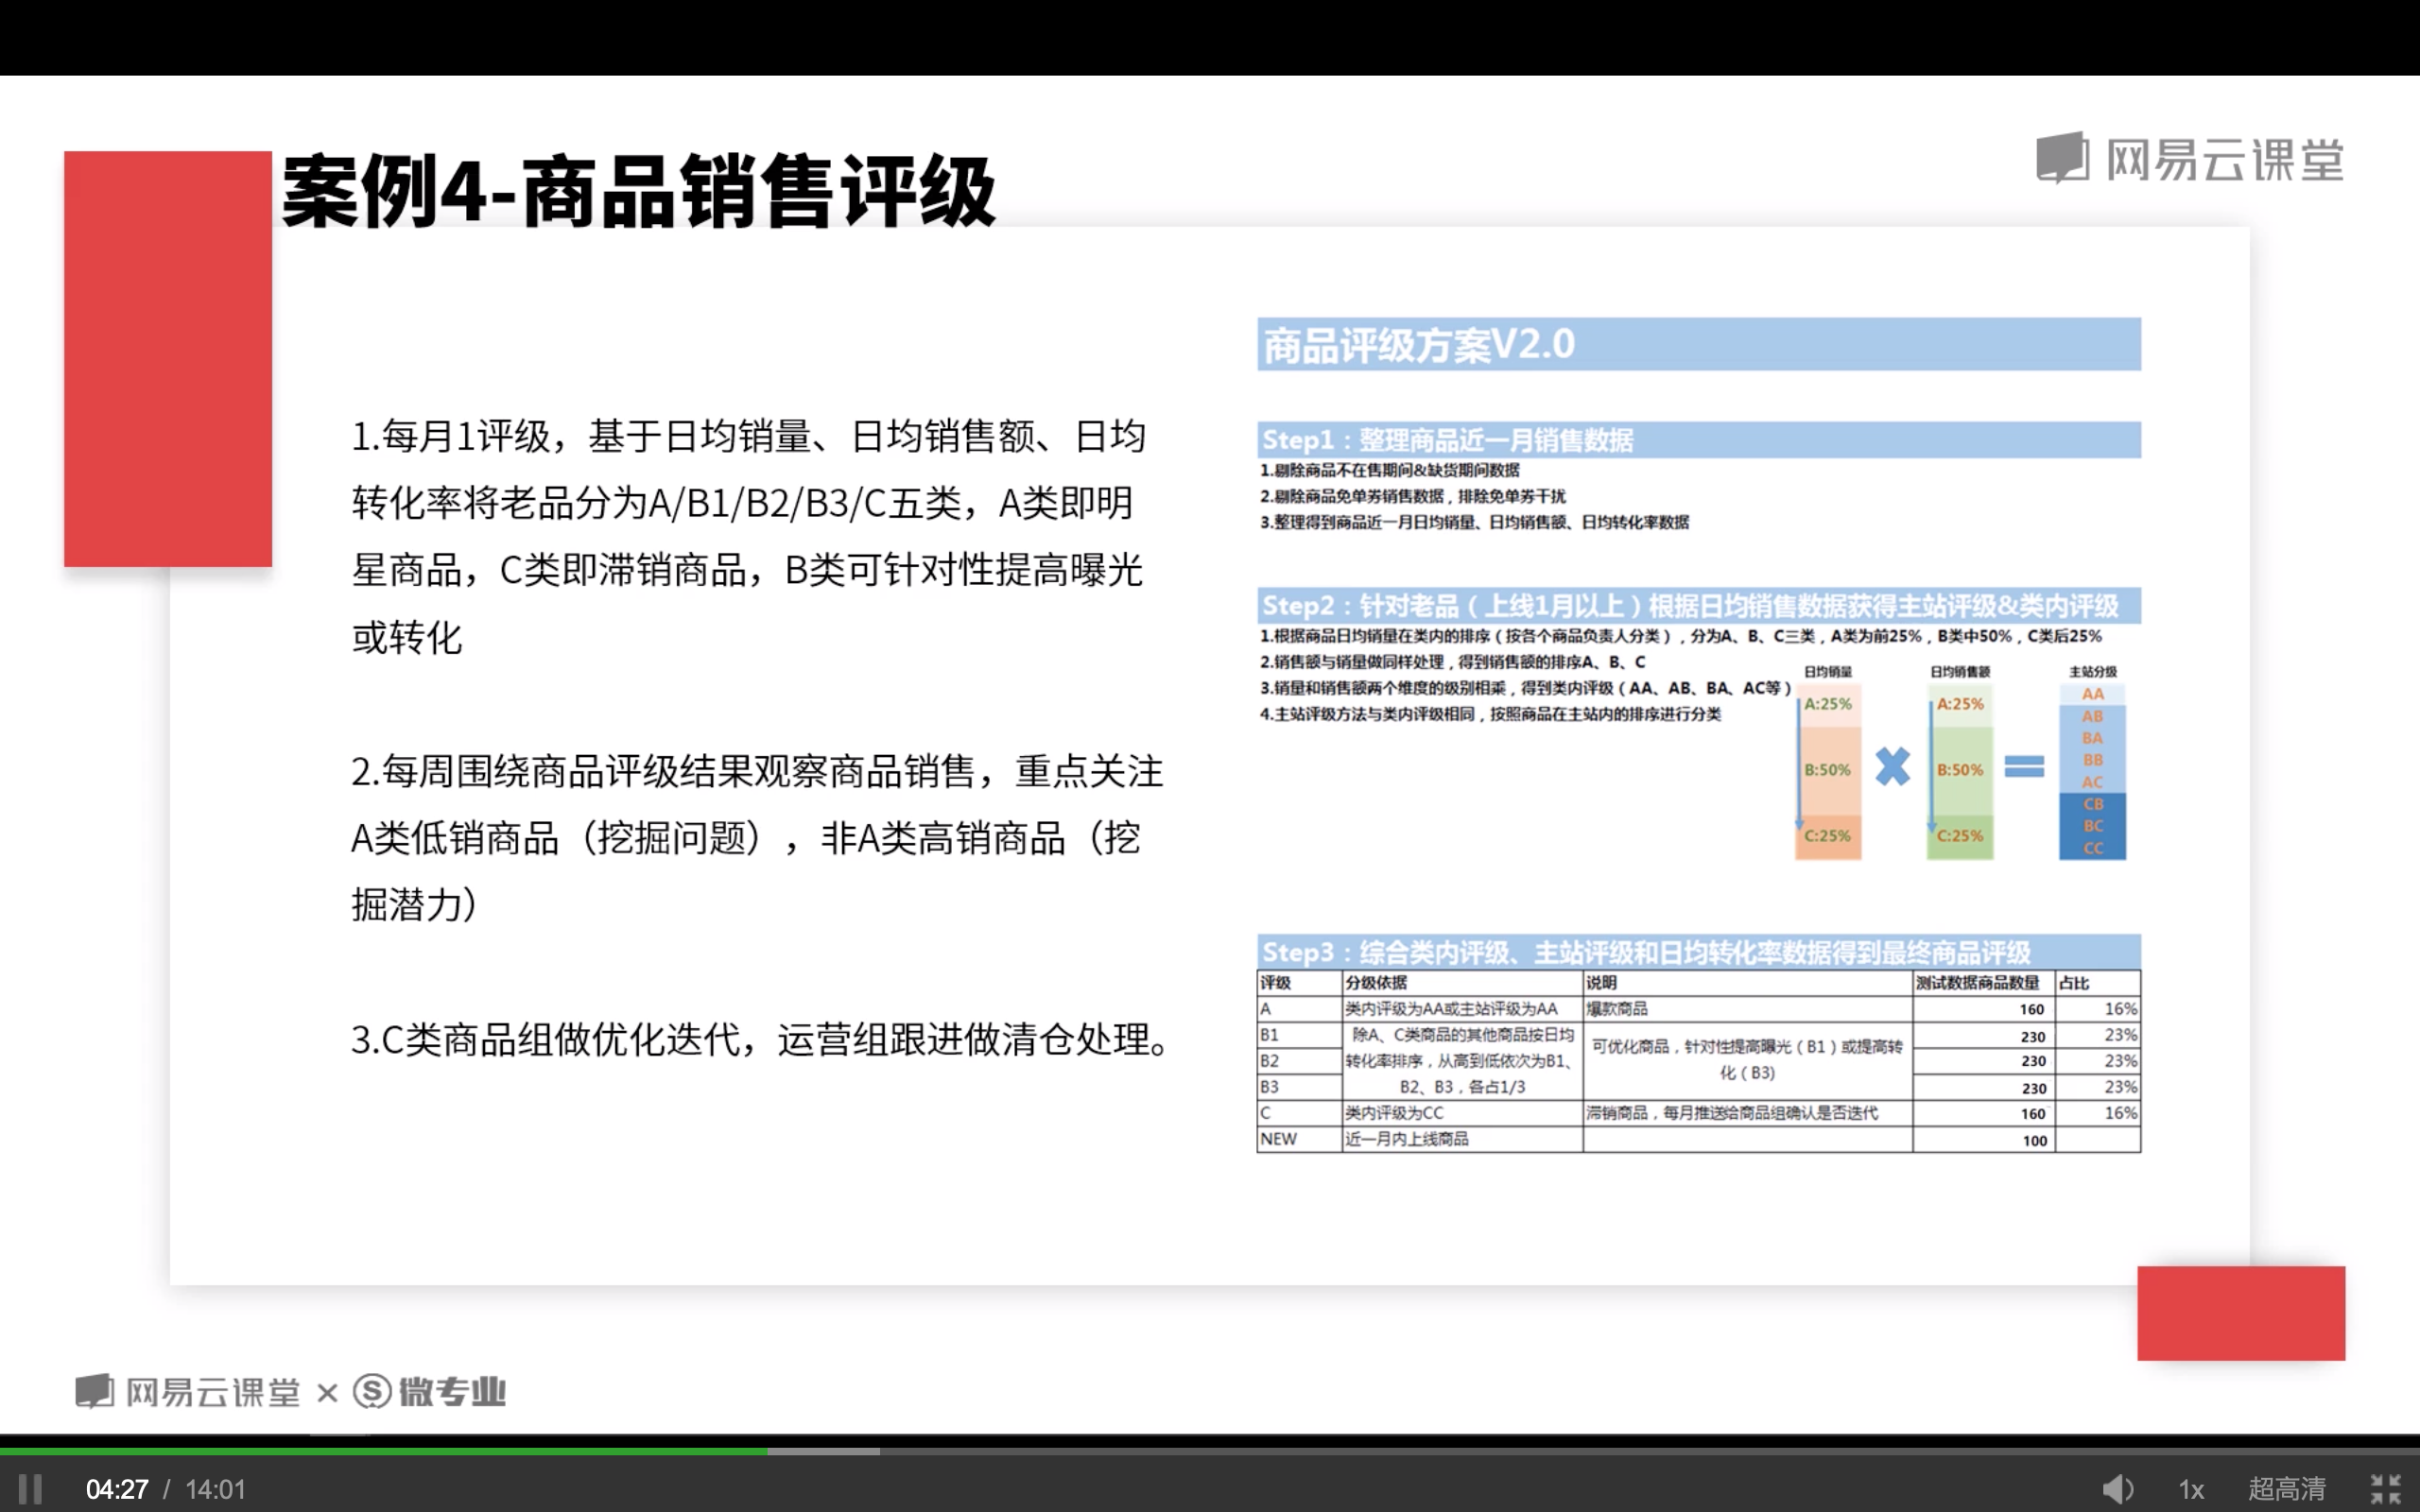 案例4-商品销售评级
网易云课堂
1.每月1评级，基于日均销量、日均销售额、日均
转化率将老品分为A/B1/B2/B3/C五类，A类即明
星商品，C类即滞销商品，B类可针对性提高曝光
或转化
2.每周围绕商品评级结果观察商品销售，重点关注
A类低销商品（挖掘问题），非A类高销商品（挖
掘潜力）
3.C类商品组做优化迭代，运营组跟进做清仓处理。
商品评级方案V2.0
Step1：整理商品近一月销售数据
1.剔除商品不在售期间&缺货期间数据
2.剔除商品免单券销售数据，排除免单券干扰
3.整理得到商品近一月日均销量、日均销售额、日均转化率数据
Step2：针对老品（上线1月以上）根据日均销售数据获得主站评级&类内评级
1.根据商品日均销量在类内的排序（按各个商品负责人分类），分为A、B、C三类，A类为前25%，B类中50%，C类后25%
2.销售额与销量做同样处理，得到销售额的排序A、B、C
3.销量和销售额两个维度的级别相乘，得到类内评级（AA、AB、BA、AC等）
4.主站评级方法与类内评级相同，按照商品在主站内的排序进行分类
日均销量
A:25%
B:50%
C:25%
日均销售额
A:25%
B:50%
C:25%
主站分级
AA
AB
BA
BB
AC
CB
BC
CC
Step3：综合类内评级、主站评级和日均转化率数据得到最终商品评级
评级 分级依据 说明 测试数据商品数量 占比
A 类内评级为AA或主站评级为AA 爆款商品 160 16%
B1 除A、C类商品的其他商品按日均 230 23%
可优化商品，针对性提高曝光（B1）或提高转
B2 转化率排序，从高到低依次为B1、 230 23%
化（B3）
B3 B2、B3，各占1/3 230 23%
C 类内评级为CC 滞销商品，每月推送给商品组确认是否迭代 160 16%
NEW 近一月内上线商品 100
网易云课堂 × 微专业
04:27 / 14:01
1x 超高清